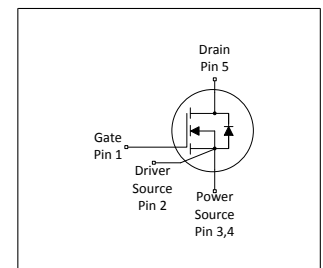 Drain
Pin 5
Gate
Pin 1
Driver
Source
Pin 2
Power
Source
Pin 3,4